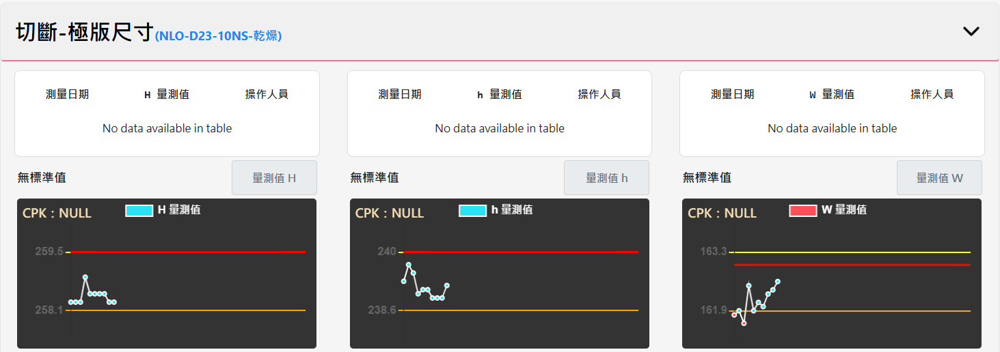 切斷-極版尺寸(NLO-D23-10NS-乾燥)
測量日期 H 量測值 操作人員
No data available in table
無標準值 量測值 H
CPK：NULL H 量測值
259.5
258.1
測量日期 h 量測值 操作人員
No data available in table
無標準值 量測值 h
CPK：NULL h 量測值
240
238.6
測量日期 W 量測值 操作人員
No data available in table
無標準值 量測值 W
CPK：NULL W 量測值
163.3
161.9